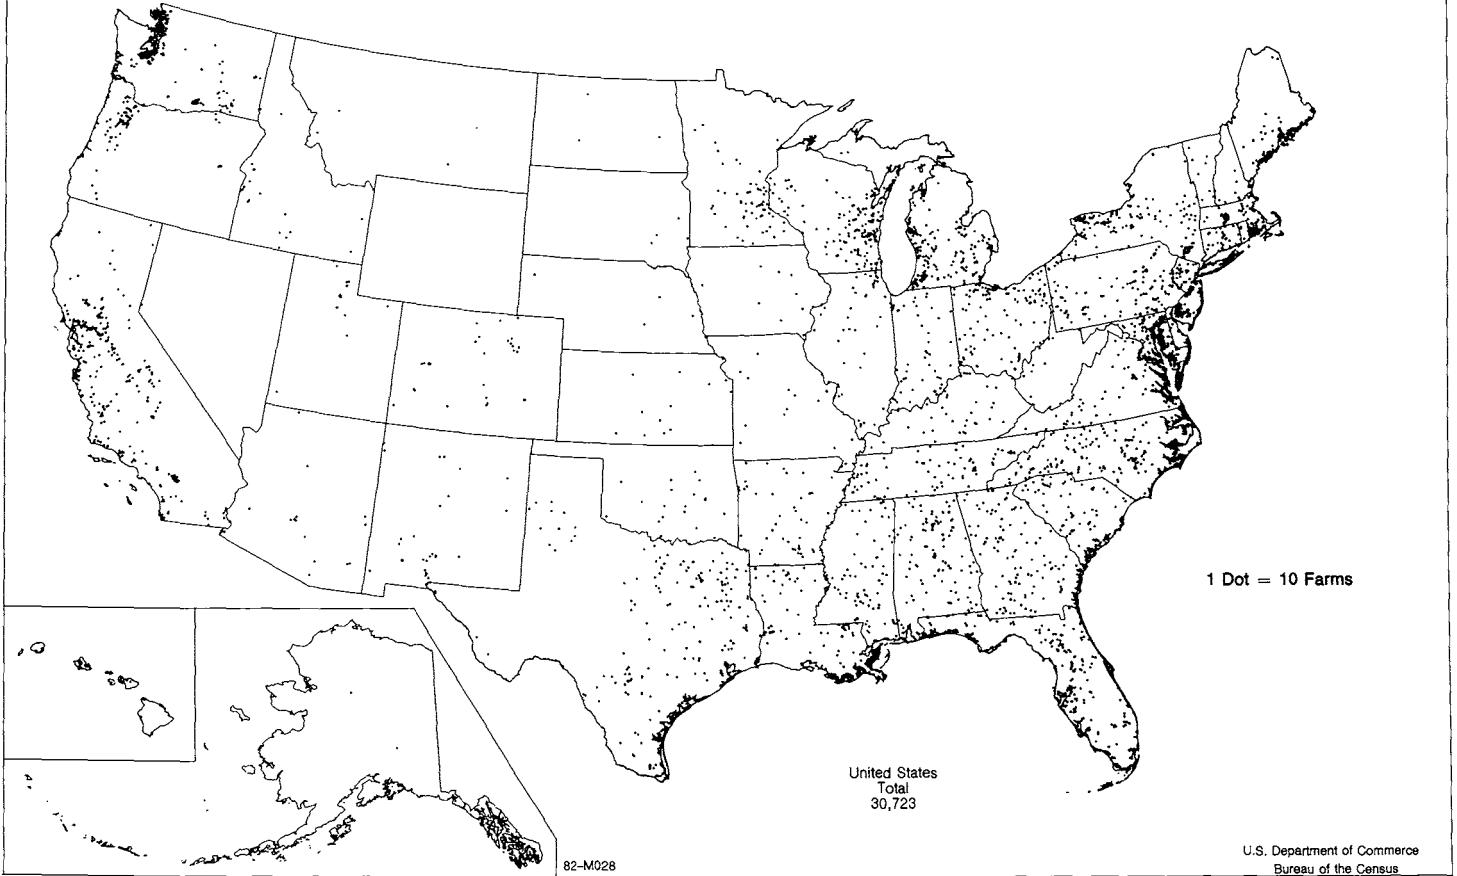 1 Dot = 10 Farms
United States
Total
30,723
82-M028
U.S. Department of Commerce
Bureau of the Census